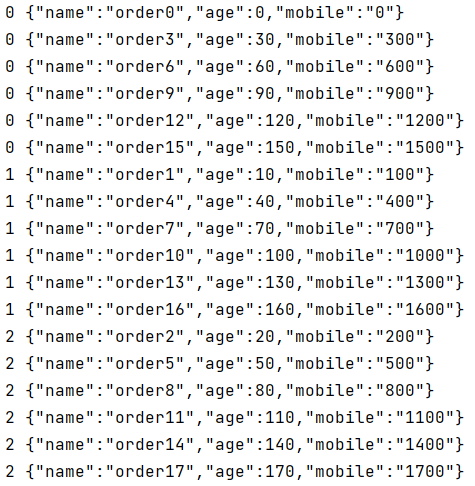 0 {"name":"order0","age":0,"mobile":"0"}
0 {"name":"order3","age":30,"mobile":"300"}
0 {"name":"order6","age":60,"mobile":"600"}
0 {"name":"order9","age":90,"mobile":"900"}
0 {"name":"order12","age":120,"mobile":"1200"}
0 {"name":"order15","age":150,"mobile":"1500"}
1 {"name":"order1","age":10,"mobile":"100"}
1 {"name":"order4","age":40,"mobile":"400"}
1 {"name":"order7","age":70,"mobile":"700"}
1 {"name":"order10","age":100,"mobile":"1000"}
1 {"name":"order13","age":130,"mobile":"1300"}
1 {"name":"order16","age":160,"mobile":"1600"}
2 {"name":"order2","age":20,"mobile":"200"}
2 {"name":"order5","age":50,"mobile":"500"}
2 {"name":"order8","age":80,"mobile":"800"}
2 {"name":"order11","age":110,"mobile":"1100"}
2 {"name":"order14","age":140,"mobile":"1400"}
2 {"name":"order17","age":170,"mobile":"1700"}